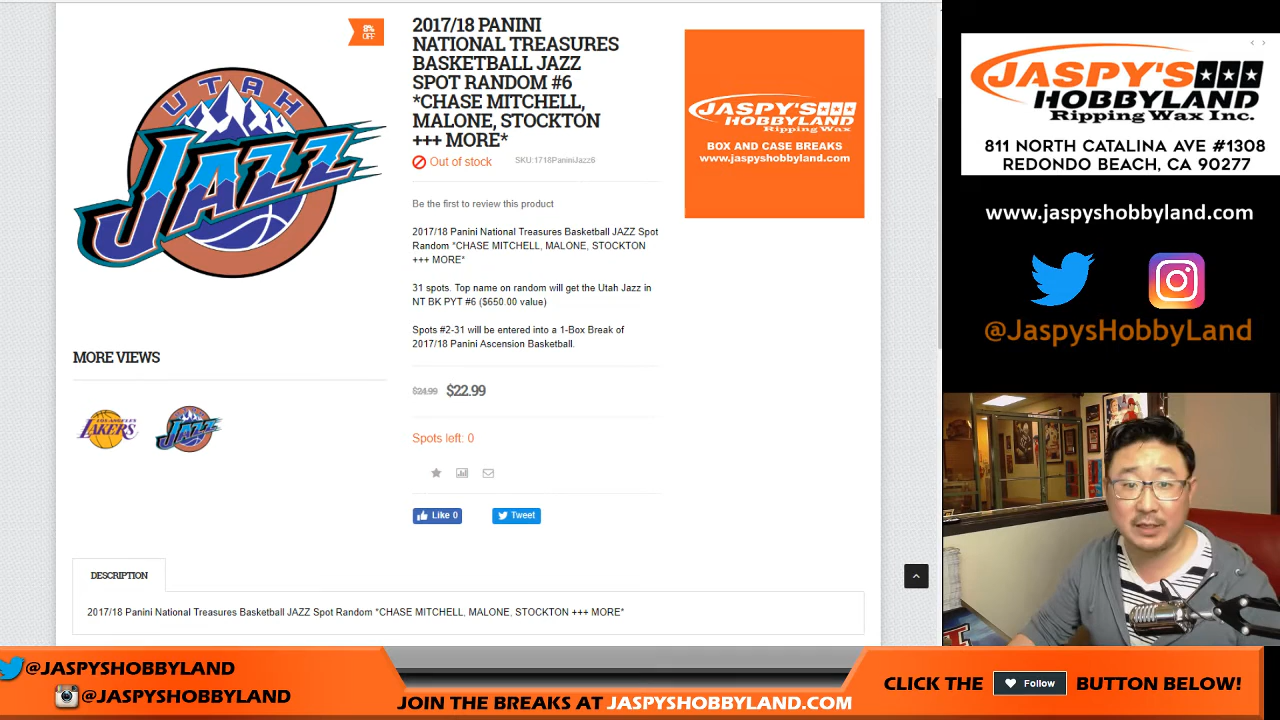 8%
OFF
UTAH
JAZZ
2017/18 PANINI
NATIONAL TREASURES
BASKETBALL JAZZ
SPOT RANDOM #6
*CHASE MITCHELL,
MALONE, STOCKTON
+++ MORE*
Out of stock
SKU:1718PaniniJazz6
Be the first to review this product
2017/18 Panini National Treasures Basketball JAZZ Spot
Random *CHASE MITCHELL, MALONE, STOCKTON
+++ MORE*
31 spots. Top name on random will get the Utah Jazz in
NT BK PYT #6 ($650.00 value)
Spots #2-31 will be entered into a 1-Box Break of
2017/18 Panini Ascension Basketball.
$24.99 $22.99
Spots left: 0
Like 0
Tweet
MORE VIEWS
LOS ANGELES
LAKERS
JAZZ
DESCRIPTION
2017/18 Panini National Treasures Basketball JAZZ Spot Random *CHASE MITCHELL, MALONE, STOCKTON +++ MORE*
JASPY'S
HOBBYLAND
Ripping Wax Inc.
BOX AND CASE BREAKS
www.jaspyshobbyland.com
JASPY'S
HOBBYLAND
Ripping Wax Inc.
811 NORTH CATALINA AVE #1308
REDONDO BEACH, CA 90277
www.jaspyshobbyland.com
@JaspysHobbyLand
@JASPYSHOBBYLAND
@JASPYSHOBBYLAND
JOIN THE BREAKS AT JASPYSHOBBYLAND.COM
CLICK THE Follow BUTTON BELOW!